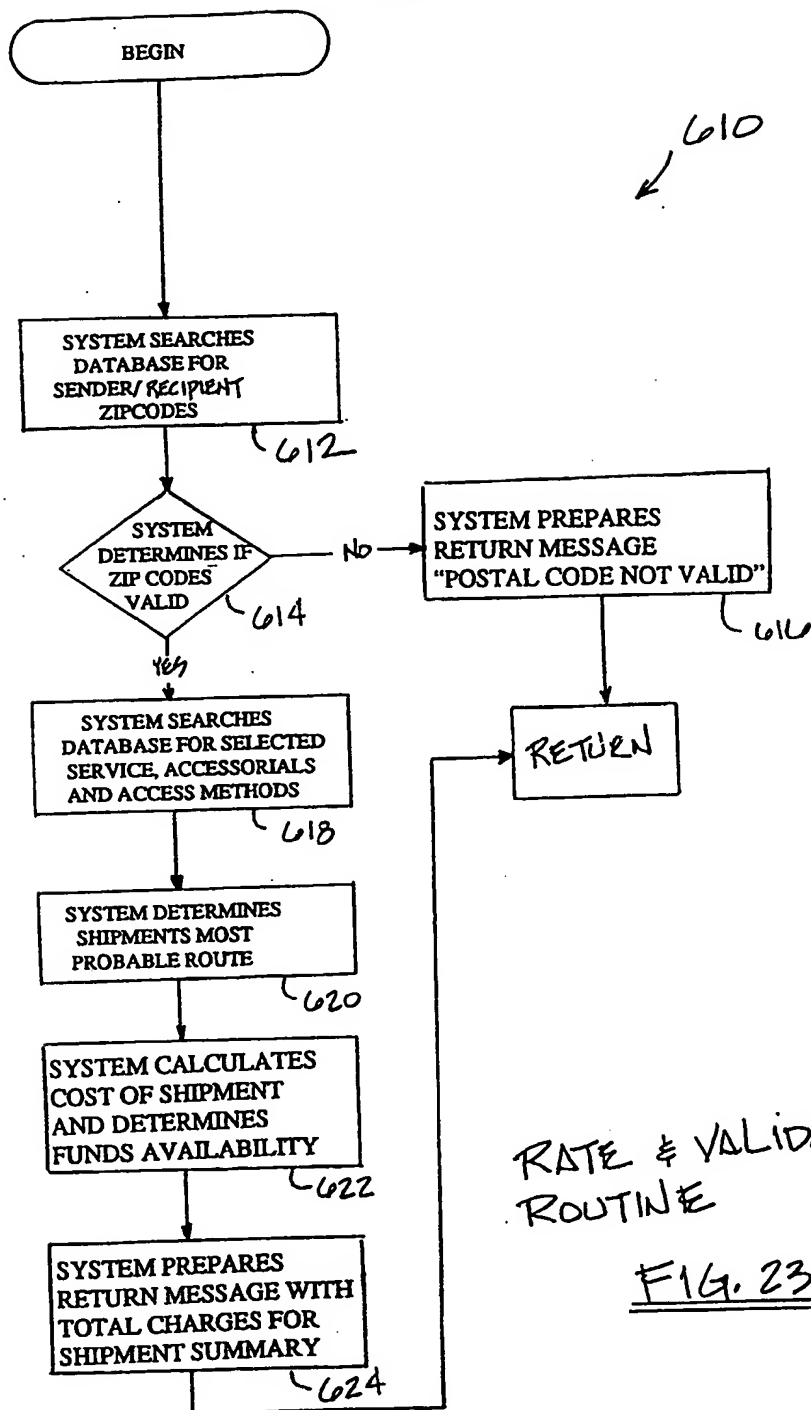 BEGIN
610
SYSTEM SEARCHES
DATABASE FOR
SENDER/RECIPIENT
ZIPCODES
612
SYSTEM
DETERMINES IF
ZIP CODES
VALID
614
NO
SYSTEM PREPARES
RETURN MESSAGE
"POSTAL CODE NOT VALID"
616
YES
RETURN
SYSTEM SEARCHES
DATABASE FOR SELECTED
SERVICE, ACCESSORIALS
AND ACCESS METHODS
618
SYSTEM DETERMINES
SHIPMENTS MOST
PROBABLE ROUTE
620
SYSTEM CALCULATES
COST OF SHIPMENT
AND DETERMINES
FUNDS AVAILABILITY
622
SYSTEM PREPARES
RETURN MESSAGE WITH
TOTAL CHARGES FOR
SHIPMENT SUMMARY
624
RATE & VALID
ROUTINE
FIG. 23